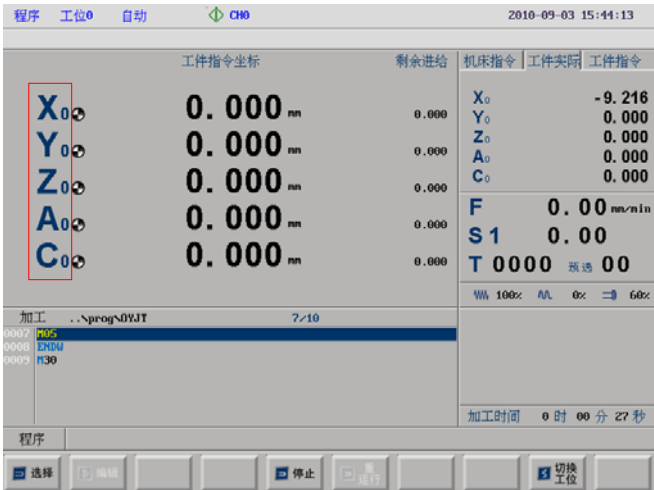 程序 工位0 自动 CH0 2010-09-03 15:44:13
工件指令坐标 剩余进给 机床指令 工件实际 工件指令
X0 0.000 mm 0.000
Y0 0.000 mm 0.000
Z0 0.000 mm 0.000
A0 0.000 mm 0.000
C0 0.000 mm 0.000
X0 -9.216
Y0 0.000
Z0 0.000
A0 0.000
C0 0.000
F 0.00 mm/min
S1 0.00
T 0000 预选 00
100% 0% 60%
加工 ..\prog\OYJT 7/10
0007 M05
0008 ENDW
0009 M30
加工时间 0 时 00 分 27 秒
程序
选择 编辑 停止 重运行 切换工位